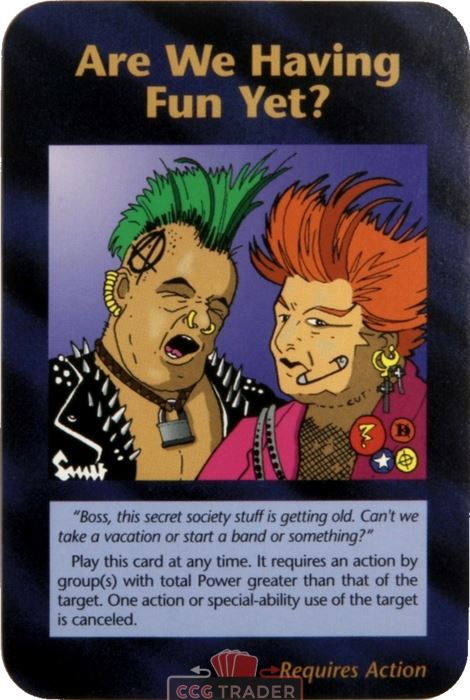 Are We Having
Fun Yet?
CUT
"Boss, this secret society stuff is getting old. Can't we
take a vacation or start a band or something?"
Play this card at any time. It requires an action by
group(s) with total Power greater than that of the
target. One action or special-ability use of the target
is canceled.
Requires Action
CCG TRADER